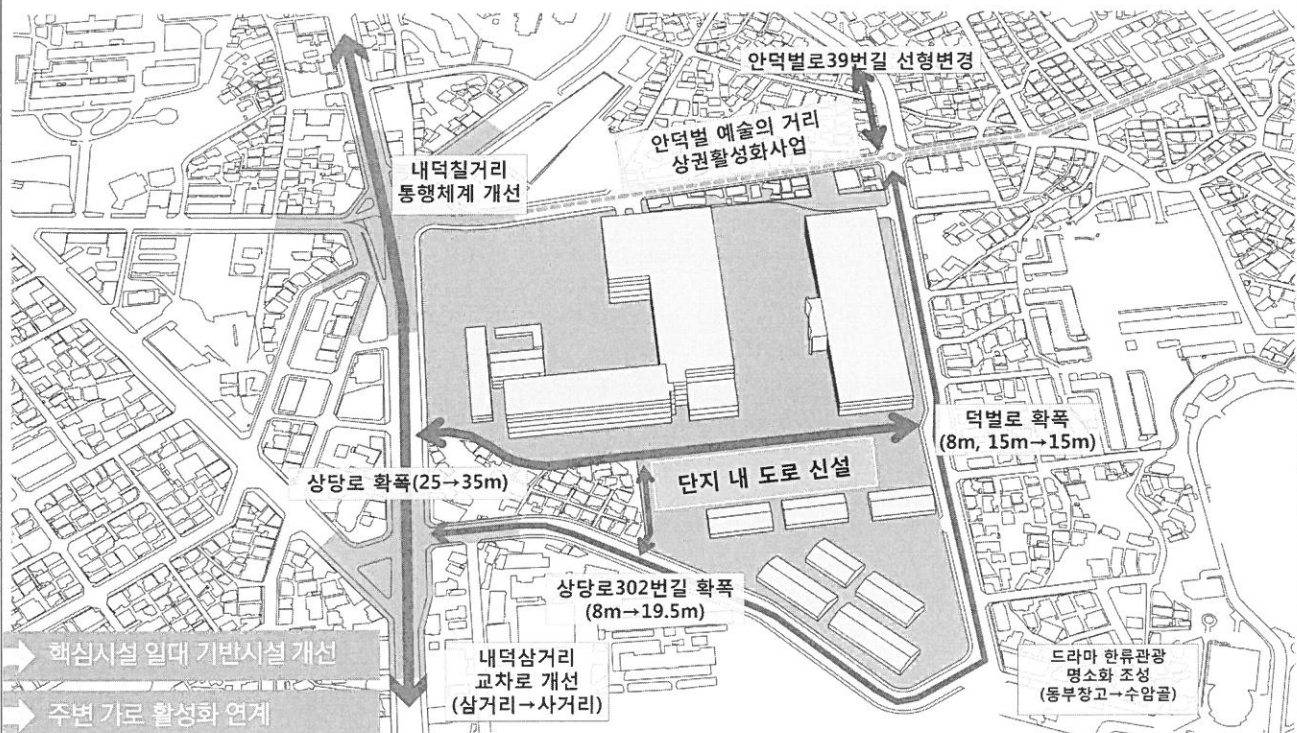 안덕벌로39번길 선형변경
안덕벌 예술의 거리
상권활성화사업
내덕칠거리
통행체계 개선
덕벌로 확폭
(8m, 15m→15m)
상당로 확폭(25→35m)
단지 내 도로 신설
상당로302번길 확폭
(8m→19.5m)
내덕삼거리
교차로 개선
(삼거리→사거리)
드라마 한류관광
명소화 조성
(동부창고→수암골)
핵심시설 일대 기반시설 개선
주변 가로 활성화 연계